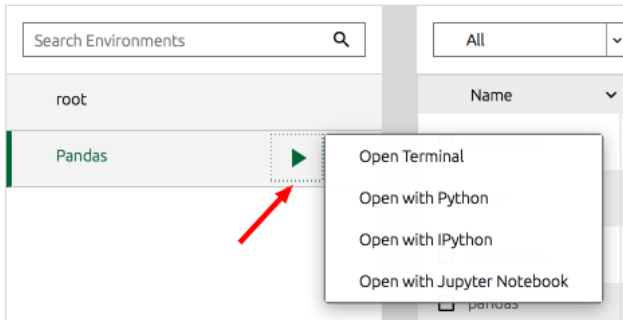 Search Environments
All
root
Name
Pandas
Open Terminal
Open with Python
Open with IPython
Open with Jupyter Notebook
pandas